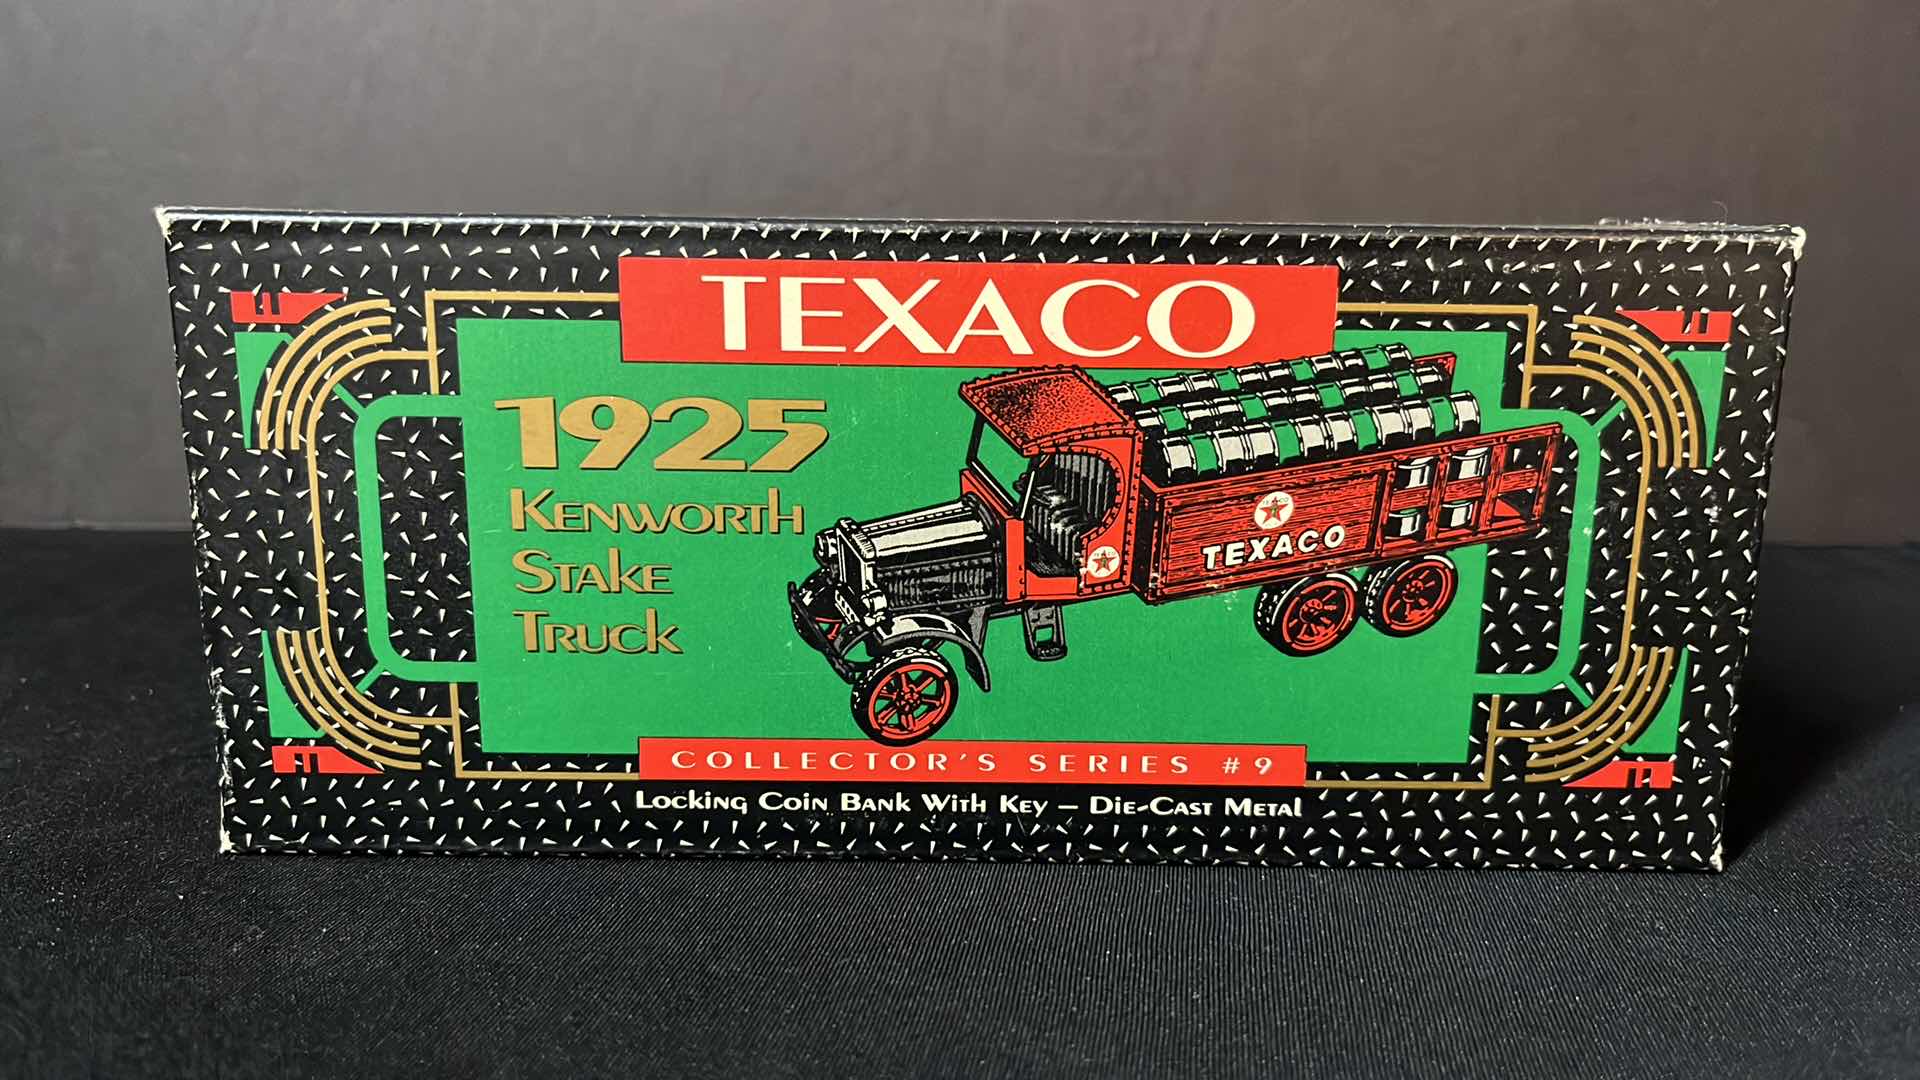 TEXACO
1925
KENWORTH
STAKE
TRUCK
TEXACO
COLLECTOR'S SERIES #9
LOCKING COIN BANK WITH KEY – DIE-CAST METAL